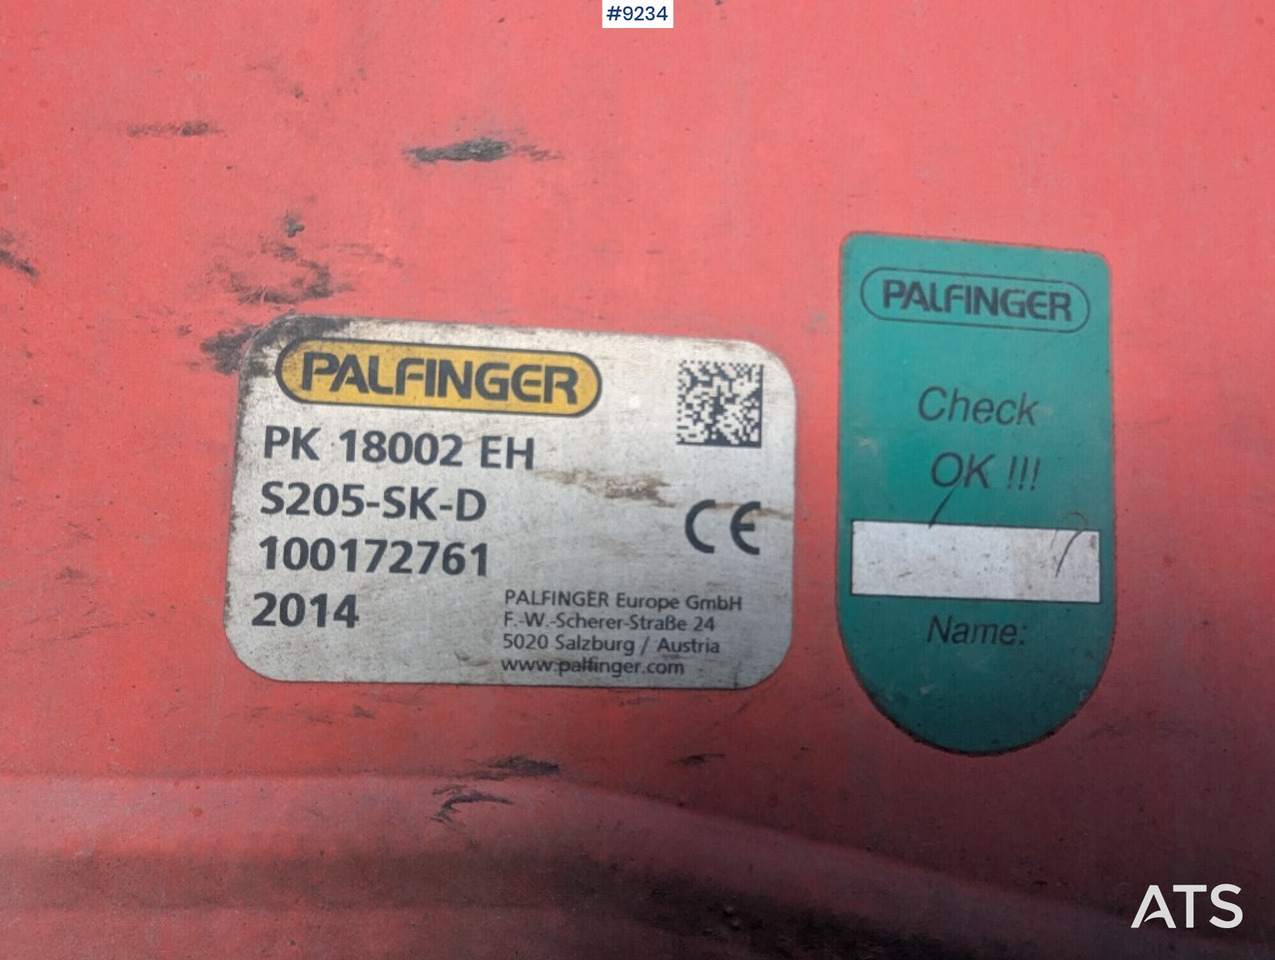 #9234
PALFINGER
PK 18002 EH
S205-SK-D
100172761
2014
CE
PALFINGER Europe GmbH
F.-W.-Scherer-Straße 24
5020 Salzburg / Austria
www.palfinger.com
PALFINGER
Check
OK !!!
Name:
ATS